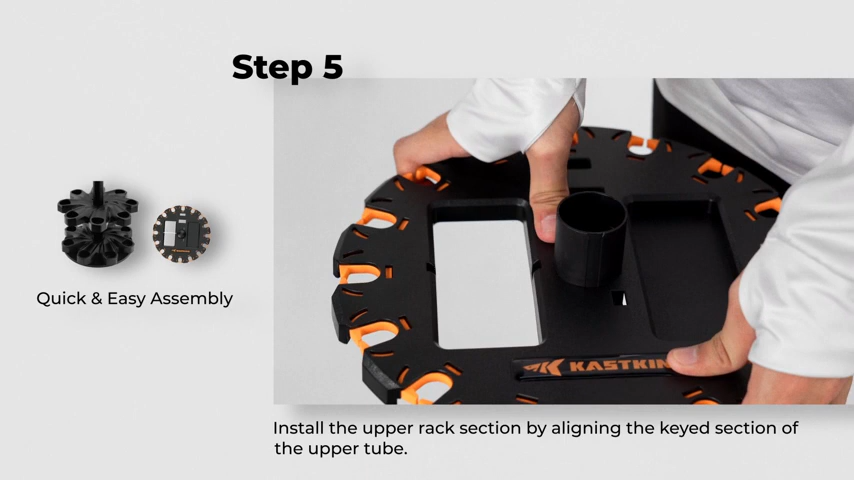 Step 5
KASTKIN
Quick & Easy Assembly
Install the upper rack section by aligning the keyed section of
the upper tube.